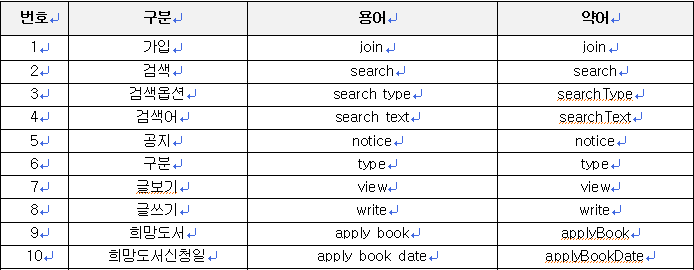 번호 구분 용어 약어
1 가입 join join
2 검색 search search
3 검색옵션 search type searchType
4 검색어 search text searchText
5 공지 notice notice
6 구분 type type
7 글보기 view view
8 글쓰기 write write
9 희망도서 apply book applyBook
10 희망도서신청일 apply book date applyBookDate